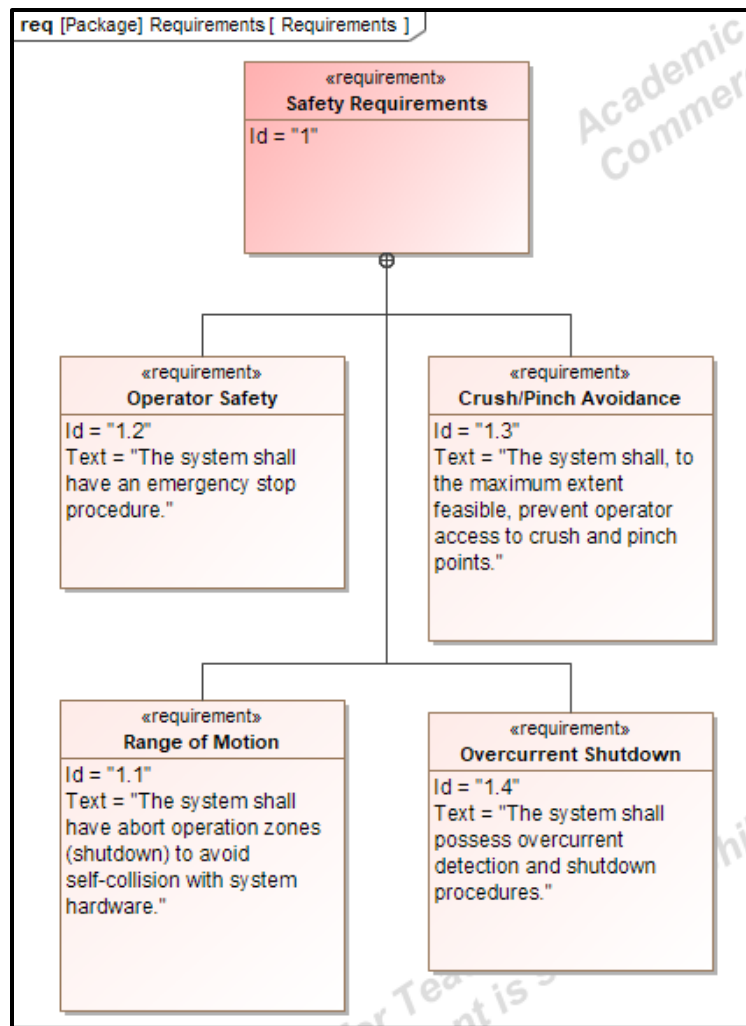 req [Package] Requirements [ Requirements ]
«requirement»
Safety Requirements
Id = "1"
«requirement»
Operator Safety
Id = "1.2"
Text = "The system shall
have an emergency stop
procedure."
«requirement»
Crush/Pinch Avoidance
Id = "1.3"
Text = "The system shall, to
the maximum extent
feasible, prevent operator
access to crush and pinch
points."
«requirement»
Range of Motion
Id = "1.1"
Text = "The system shall
have abort operation zones
(shutdown) to avoid
self-collision with system
hardware."
«requirement»
Overcurrent Shutdown
Id = "1.4"
Text = "The system shall
possess overcurrent
detection and shutdown
procedures."
Academic